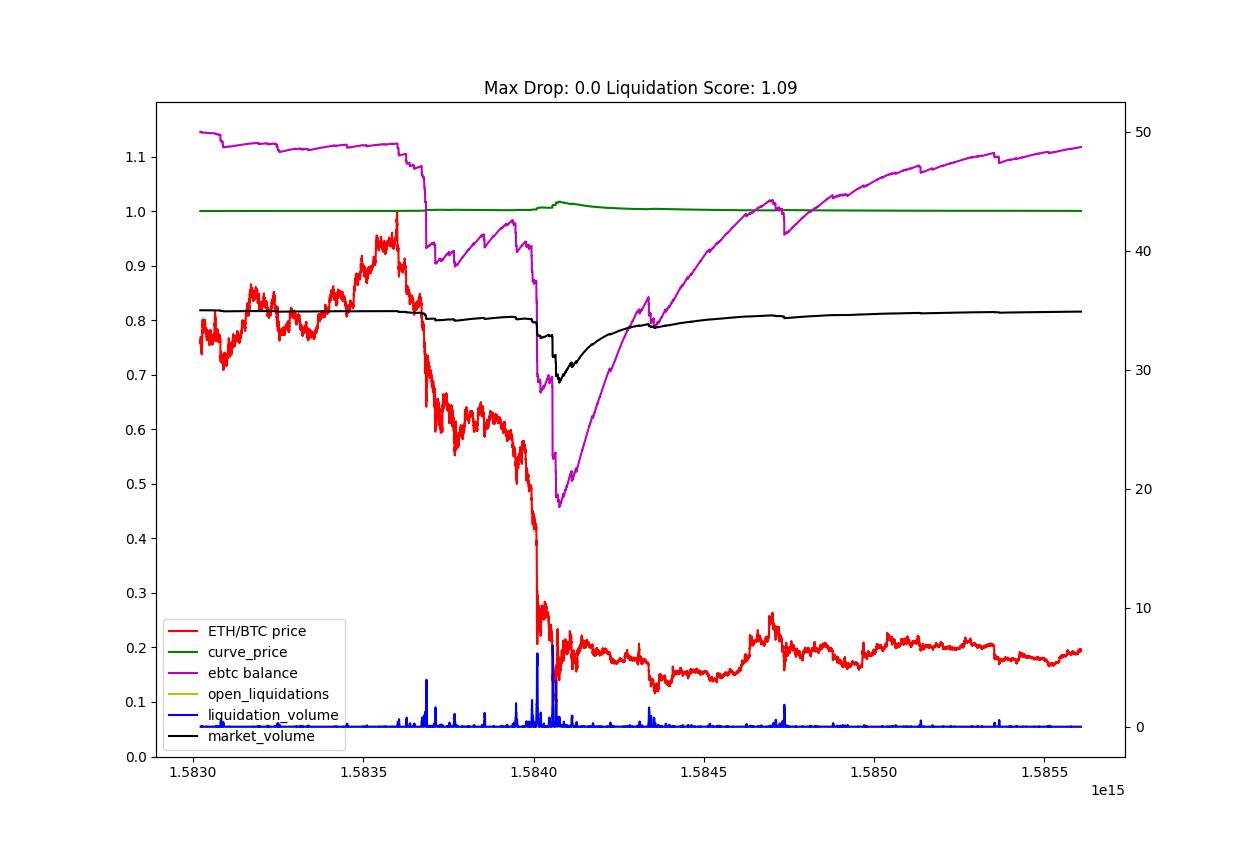 Max Drop: 0.0 Liquidation Score: 1.09
1.1
1.0
0.9
0.8
0.7
0.6
0.5
0.4
0.3
0.2
0.1
0.0
50
40
30
20
10
0
ETH/BTC price
curve_price
ebtc balance
open_liquidations
liquidation_volume
market_volume
1.5830 1.5835 1.5840 1.5845 1.5850 1.5855
1e15